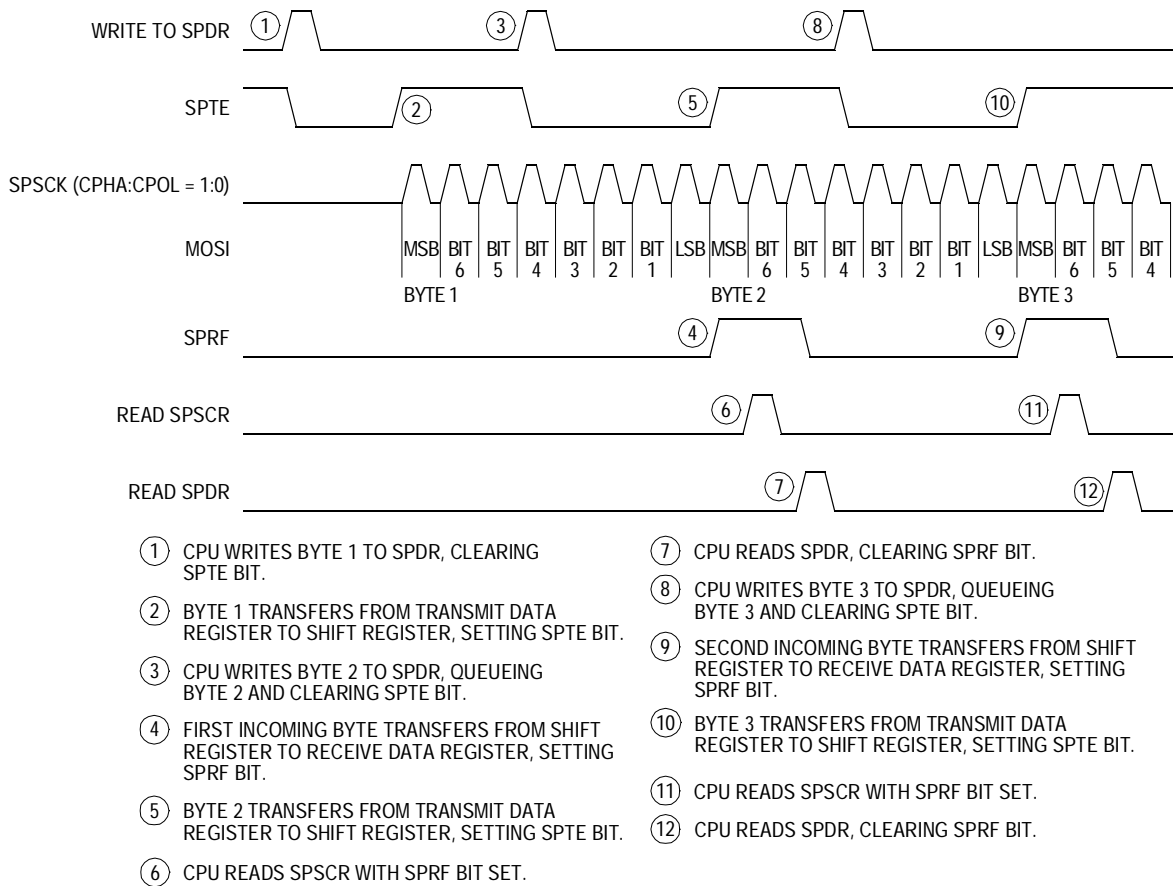 WRITE TO SPDR
1
3
8
SPTE
2
5
10
SPSCK (CPHA:CPOL = 1:0)
MOSI
MSB BIT 6 BIT 5 BIT 4 BIT 3 BIT 2 BIT 1 LSB MSB BIT 6 BIT 5 BIT 4 BIT 3 BIT 2 BIT 1 LSB MSB BIT 6 BIT 5 BIT 4
BYTE 1
BYTE 2
BYTE 3
SPRF
4
9
READ SPSCR
6
11
READ SPDR
7
12
1 CPU WRITES BYTE 1 TO SPDR, CLEARING
SPTE BIT.
2 BYTE 1 TRANSFERS FROM TRANSMIT DATA
REGISTER TO SHIFT REGISTER, SETTING SPTE BIT.
3 CPU WRITES BYTE 2 TO SPDR, QUEUEING
BYTE 2 AND CLEARING SPTE BIT.
4 FIRST INCOMING BYTE TRANSFERS FROM SHIFT
REGISTER TO RECEIVE DATA REGISTER, SETTING
SPRF BIT.
5 BYTE 2 TRANSFERS FROM TRANSMIT DATA
REGISTER TO SHIFT REGISTER, SETTING SPTE BIT.
6 CPU READS SPSCR WITH SPRF BIT SET.
7 CPU READS SPDR, CLEARING SPRF BIT.
8 CPU WRITES BYTE 3 TO SPDR, QUEUEING
BYTE 3 AND CLEARING SPTE BIT.
9 SECOND INCOMING BYTE TRANSFERS FROM SHIFT
REGISTER TO RECEIVE DATA REGISTER, SETTING
SPRF BIT.
10 BYTE 3 TRANSFERS FROM TRANSMIT DATA
REGISTER TO SHIFT REGISTER, SETTING SPTE BIT.
11 CPU READS SPSCR WITH SPRF BIT SET.
12 CPU READS SPDR, CLEARING SPRF BIT.